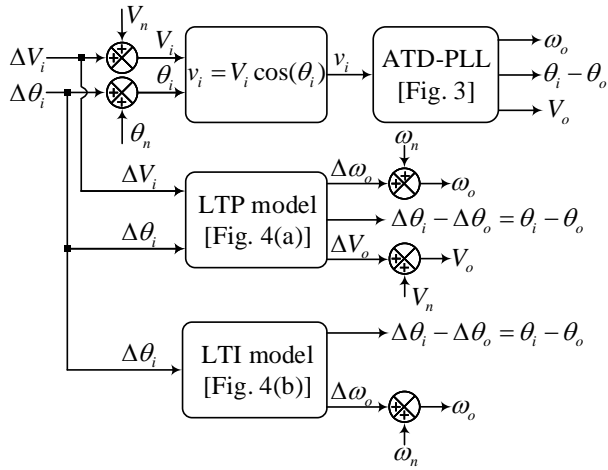 V_n
ΔV_i
V_i
Δθ_i
θ_i
θ_n
v_i = V_i cos(θ_i)
v_i
ATD-PLL
[Fig. 3]
ω_o
θ_i − θ_o
V_o
ω_n
ΔV_i
Δω_o
ω_o
LTP model
[Fig. 4(a)]
Δθ_i − Δθ_o = θ_i − θ_o
Δθ_i
ΔV_o
V_o
V_n
Δθ_i − Δθ_o = θ_i − θ_o
Δθ_i
LTI model
[Fig. 4(b)]
Δω_o
ω_o
ω_n